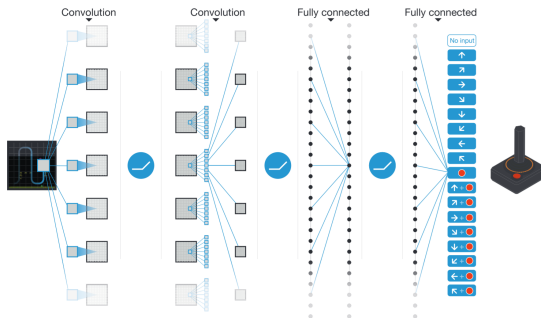 Convolution
Convolution
Fully connected
Fully connected
No input
+
+
+
+
+
+
+
+